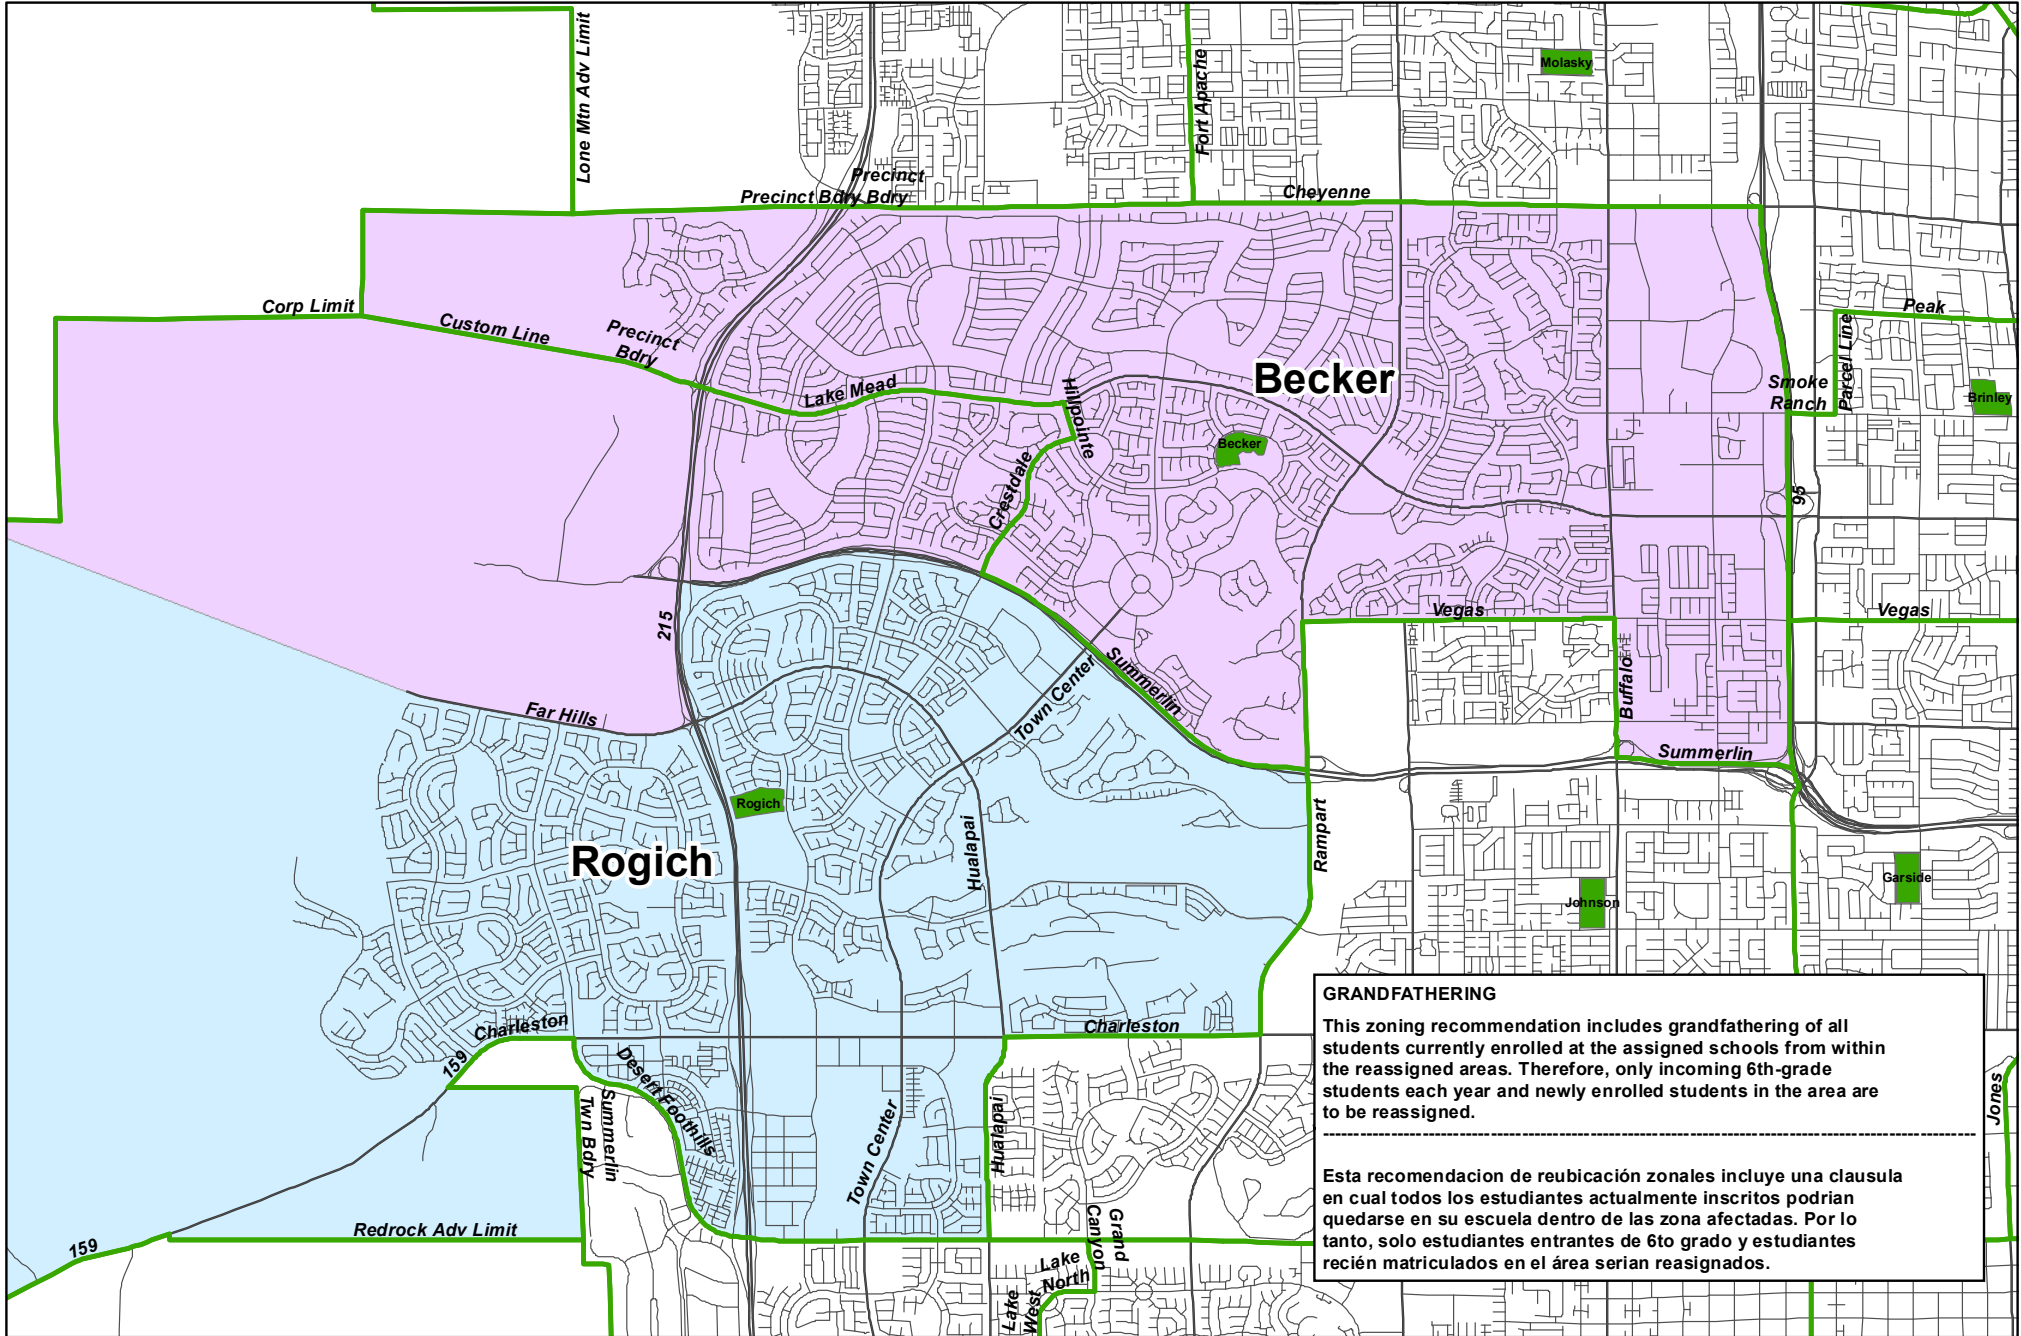 Lone Mtn Adv Limit
Fort Apache
Molasky
Precinct
Precinct Bdry Bdry
Cheyenne
Corp Limit
Custom Line
Precinct
Bdry
Peak
Parcel Line
Lake Mead
Hillpointe
Becker
Smoke
Ranch
Brinley
Becker
Crestdale
95
215
Vegas
Vegas
Summerlin
Town Center
Buffalo
Far Hills
Summerlin
Rogich
Rampart
Hualapai
Rogich
Garside
Johnson
Charleston
Charleston
159
Desert Foothills
Summerlin
Twn Bdry
Town Center
Hualapai
Jones
Redrock Adv Limit
159
Grand
Canyon
Lake
North
Lake
West
GRANDFATHERING
This zoning recommendation includes grandfathering of all
students currently enrolled at the assigned schools from within
the reassigned areas. Therefore, only incoming 6th-grade
students each year and newly enrolled students in the area are
to be reassigned.
Esta recomendacion de reubicación zonales incluye una clausula
en cual todos los estudiantes actualmente inscritos podrian
quedarse en su escuela dentro de las zona afectadas. Por lo
tanto, solo estudiantes entrantes de 6to grado y estudiantes
recién matriculados en el área serian reasignados.